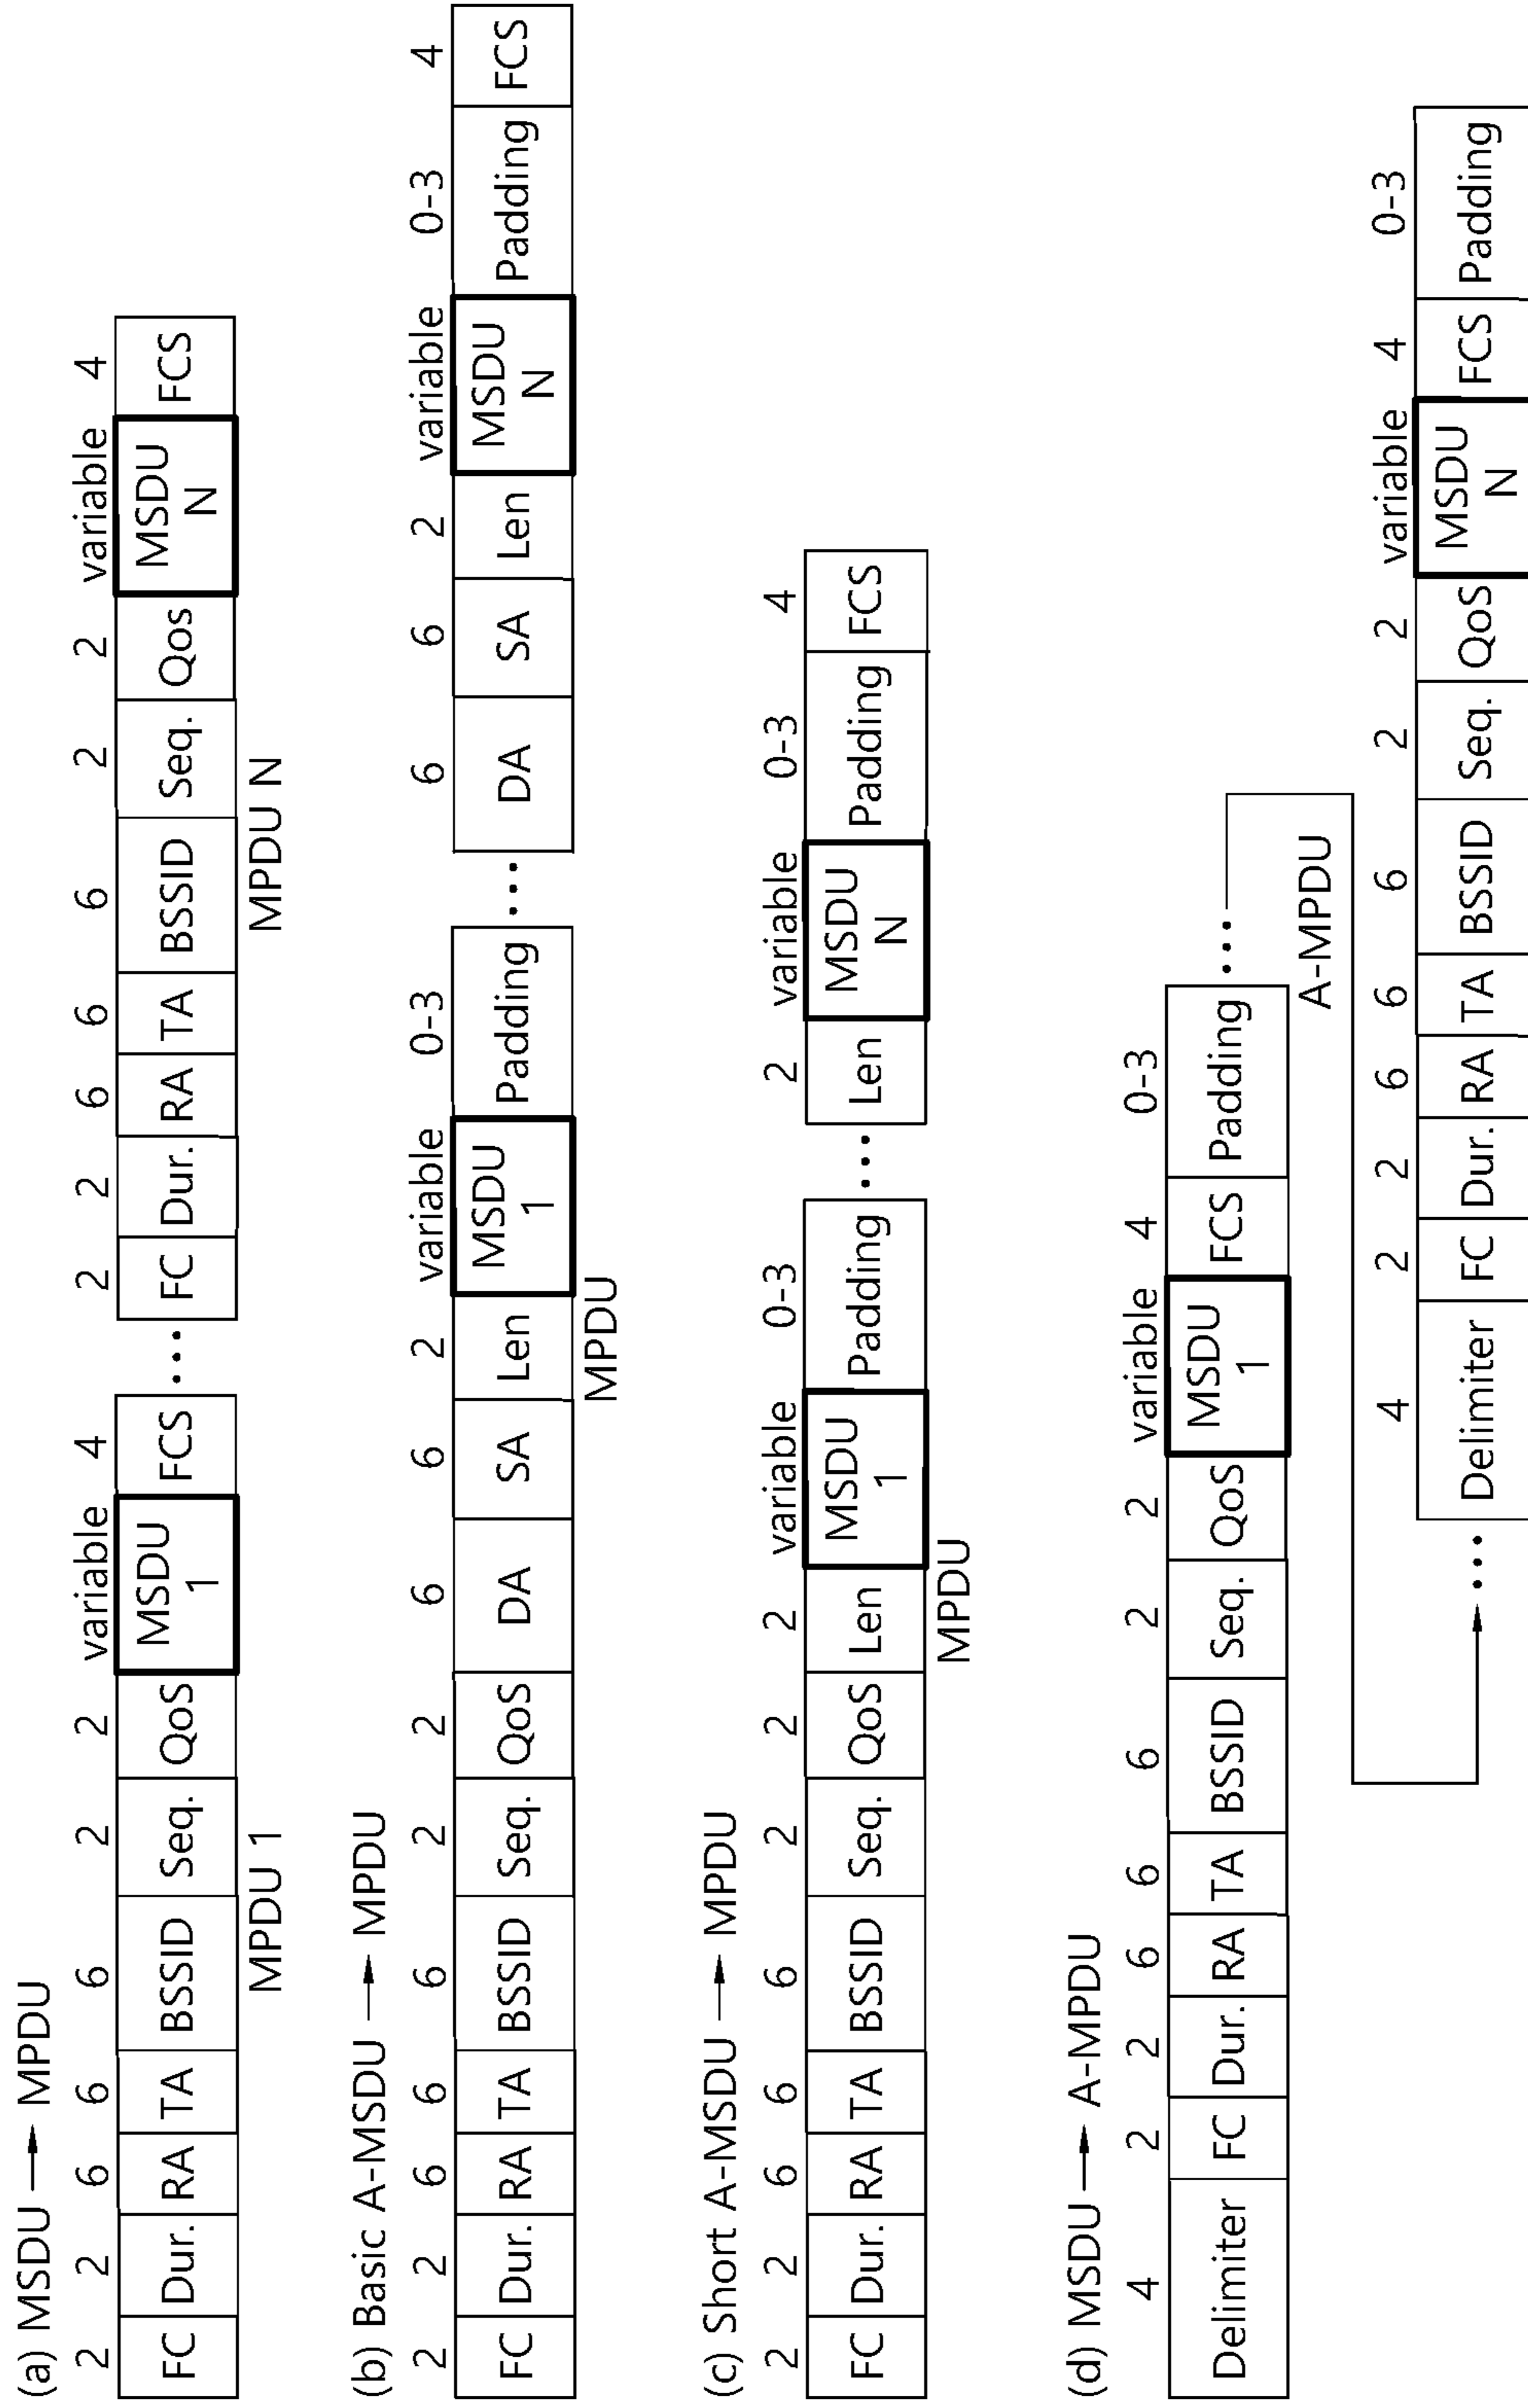 (a) MSDU → MPDU
2 2 6 6 6 2 2 variable 4 2 2 6 6 6 2 2 variable 4
FC Dur. RA TA BSSID Seq. QoS MSDU 1 FCS ... FC Dur. RA TA BSSID Seq. Qos MSDU N FCS
MPDU 1 MPDU N
(b) Basic A-MSDU → MPDU
2 2 6 6 6 2 2 6 6 2 variable 0-3 6 6 2 variable 0-3 4
FC Dur. RA TA BSSID Seq. QoS DA SA Len MSDU 1 Padding ... DA SA Len MSDU N Padding FCS
MPDU
(c) Short A-MSDU → MPDU
2 2 6 6 6 2 2 2 variable 0-3 2 variable 0-3 4
FC Dur. RA TA BSSID Seq. QoS Len MSDU 1 Padding ... Len MSDU N Padding FCS
MPDU
(d) MSDU → A-MPDU
4 2 2 6 6 6 2 2 variable 4 0-3
Delimiter FC Dur. RA TA BSSID Seq. QoS MSDU 1 FCS Padding ...
A-MPDU
4 2 2 6 6 6 2 2 variable 4 0-3
... Delimiter FC Dur. RA TA BSSID Seq. QoS MSDU N FCS Padding